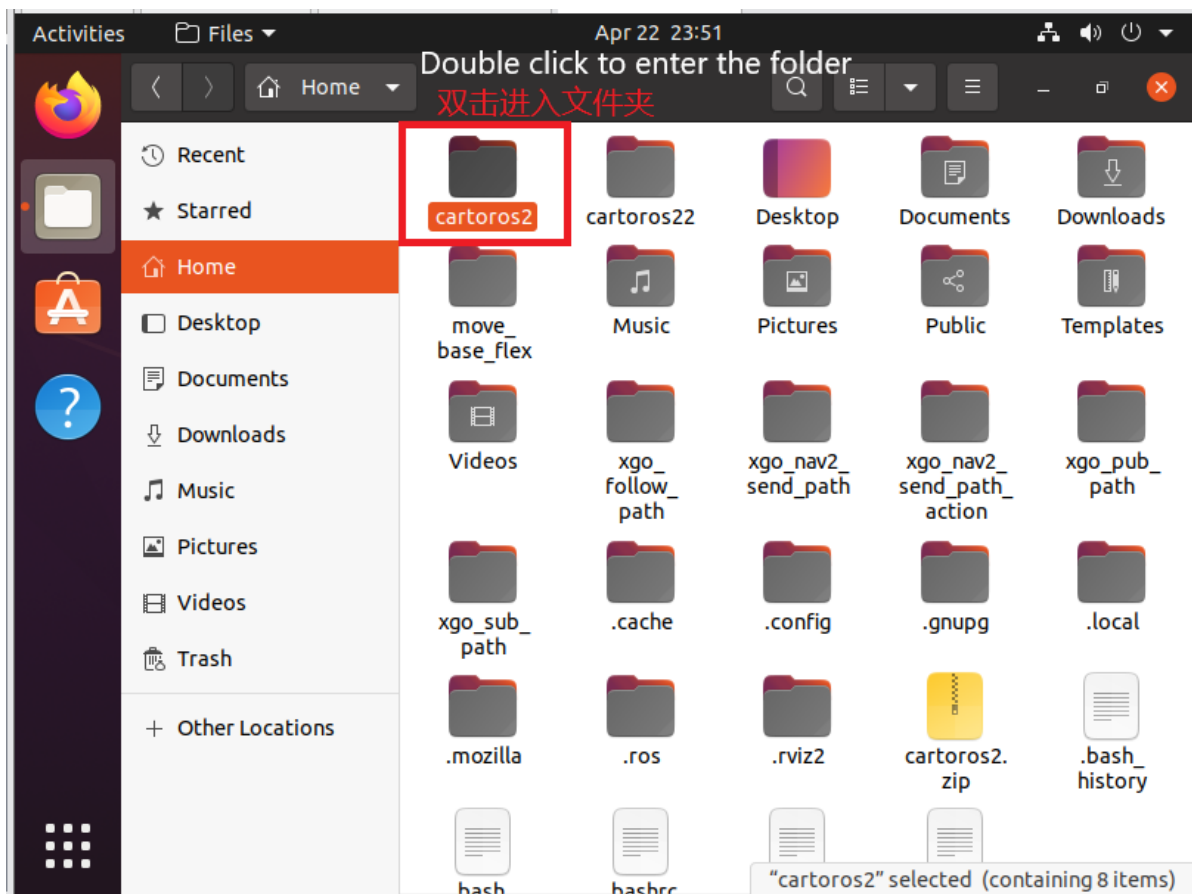 Activities
Files
Apr 22 23:51
Double click to enter the folder
双击进入文件夹
Home
Recent
Starred
Home
Desktop
Documents
Downloads
Music
Pictures
Videos
Trash
+ Other Locations
cartoros2
cartoros22
Desktop
Documents
Downloads
move_
base_flex
Music
Pictures
Public
Templates
Videos
xgo_
follow_
path
xgo_nav2_
send_path
xgo_nav2_
send_path_
action
xgo_pub_
path
xgo_sub_
path
.cache
.config
.gnupg
.local
.mozilla
.ros
.rviz2
cartoros2.
zip
.bash_
history
"cartoros2" selected (containing 8 items)